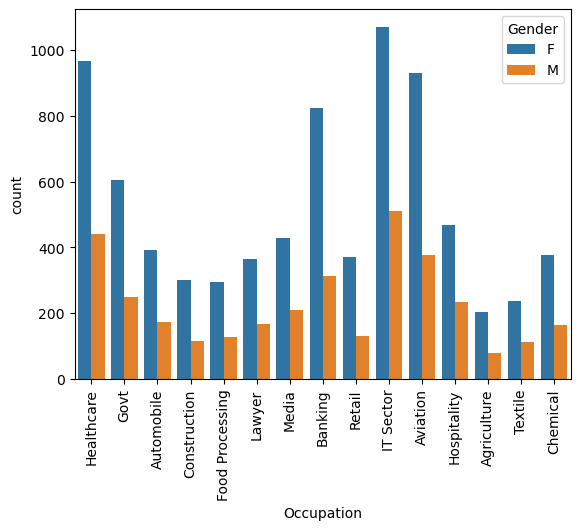 Gender
F
M
1000
800
600
400
200
0
count
Healthcare
Govt
Automobile
Construction
Food Processing
Lawyer
Media
Banking
Retail
IT Sector
Aviation
Hospitality
Agriculture
Textile
Chemical
Occupation